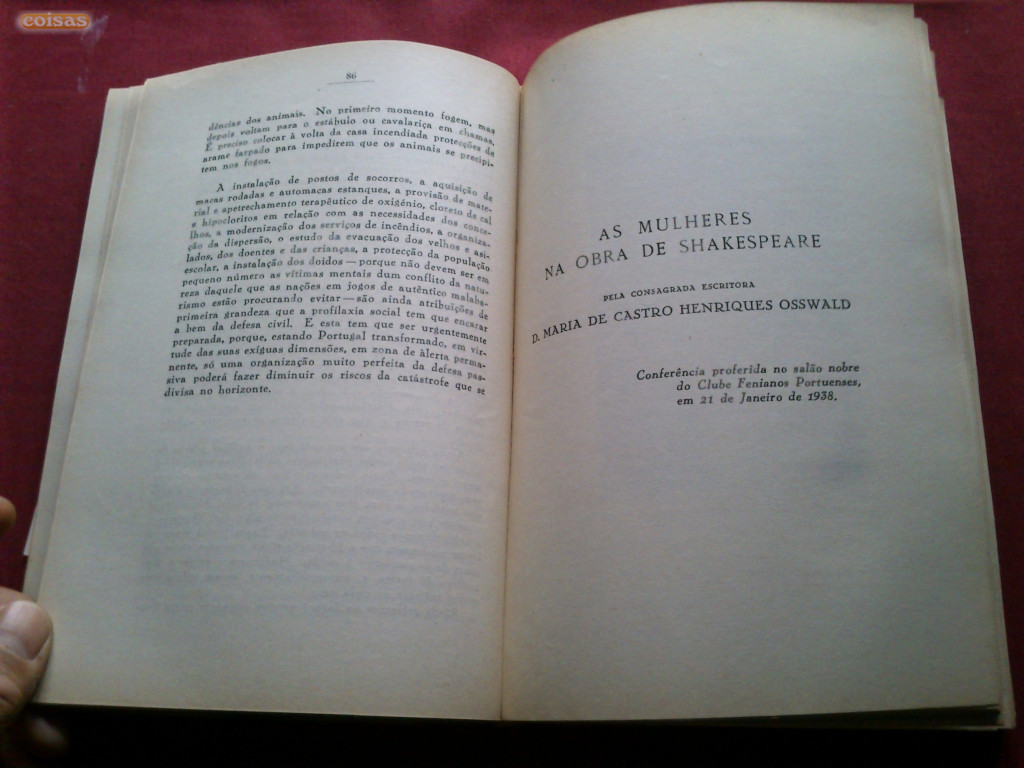 coisas
86
dências dos animais. No primeiro momento fogem, mas
depois voltam para o estábulo ou cavalariça em chamas.
É preciso colocar à volta da casa incendiada protecções de
arame farpado para impedirem que os animais se precipi-
tem nos fogos.
A instalação de postos de socorros, a aquisição de
macas rodadas e automacas estanques, a provisão de mate-
rial e apetrechamento terapêutico de oxigénio, cloreto de cal
e hipocloritos em relação com as necessidades dos conce-
lhos, a modernização dos serviços de incêndios, a organiza-
ção da dispersão, o estudo da evacuação dos velhos e asi-
lados, dos doentes e das crianças, a protecção da população
escolar, a instalação dos doidos — porque não devem ser em
pequeno número as vítimas mentais dum conflito da natu-
reza daquele que as nações em jogos de autêntico malaba-
rismo estão procurando evitar — são ainda atribuïções de
primeira grandeza que a profilaxia social tem que encarar
a bem da defesa civil. E esta tem que ser urgentemente
preparada, porque, estando Portugal transformado, em vir-
tude das suas exíguas dimensões, em zona de àlerta perma-
nente, só uma organização muito perfeita da defesa pas-
siva poderá fazer diminuir os riscos da catástrofe que se
divisa no horizonte.
AS MULHERES
NA OBRA DE SHAKESPEARE
PELA CONSAGRADA ESCRITORA
D. MARIA DE CASTRO HENRIQUES OSSWALD
Conferência proferida no salão nobre
do Clube Fenianos Portuenses,
em 21 de Janeiro de 1938.